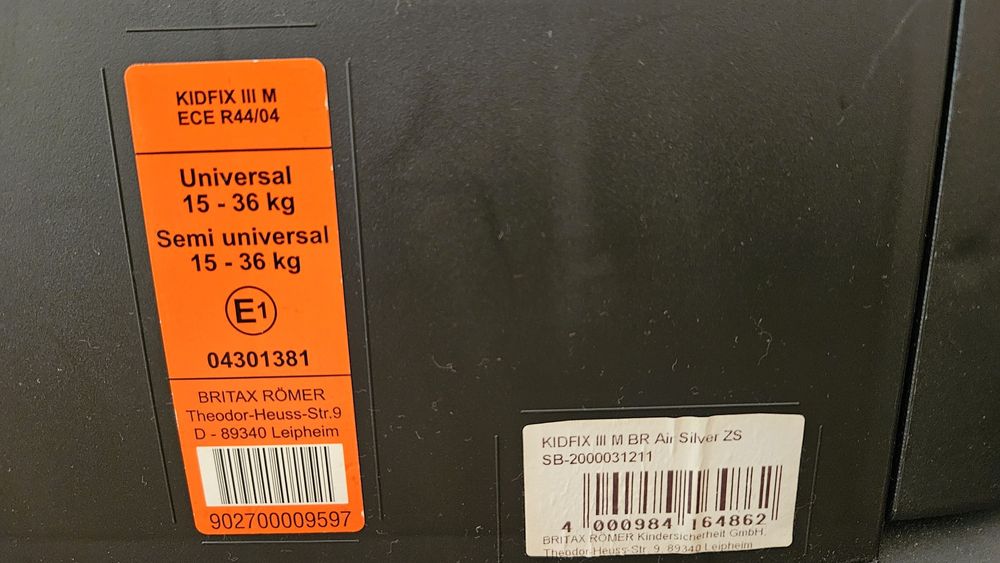 KIDFIX III M
ECE R44/04
Universal
15 - 36 kg
Semi universal
15 - 36 kg
E1
04301381
BRITAX RÖMER
Theodor-Heuss-Str.9
D - 89340 Leipheim
902700009597
KIDFIX III M BR Air Silver ZS
SB-2000031211
4 000984 164862
BRITAX RÖMER Kindersicherheit GmbH,
Theodor-Heuss-Str. 9, 89340 Leipheim